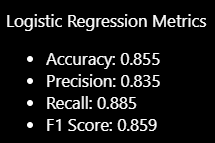 Logistic Regression Metrics
• Accuracy: 0.855
• Precision: 0.835
• Recall: 0.885
• F1 Score: 0.859